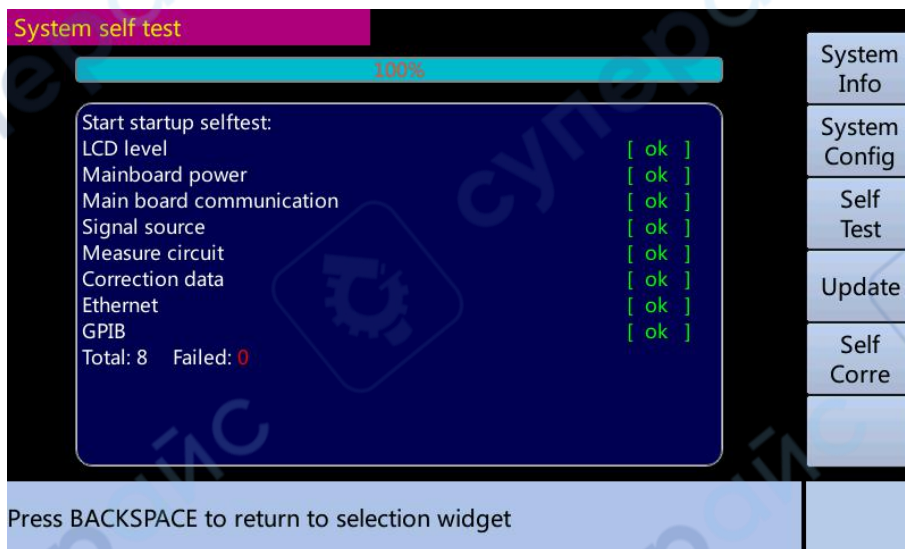 System self test
100%
Start startup selftest:
LCD level [ ok ]
Mainboard power [ ok ]
Main board communication [ ok ]
Signal source [ ok ]
Measure circuit [ ok ]
Correction data [ ok ]
Ethernet [ ok ]
GPIB [ ok ]
Total: 8 Failed: 0
System
Info
System
Config
Self
Test
Update
Self
Corre
Press BACKSPACE to return to selection widget
супер